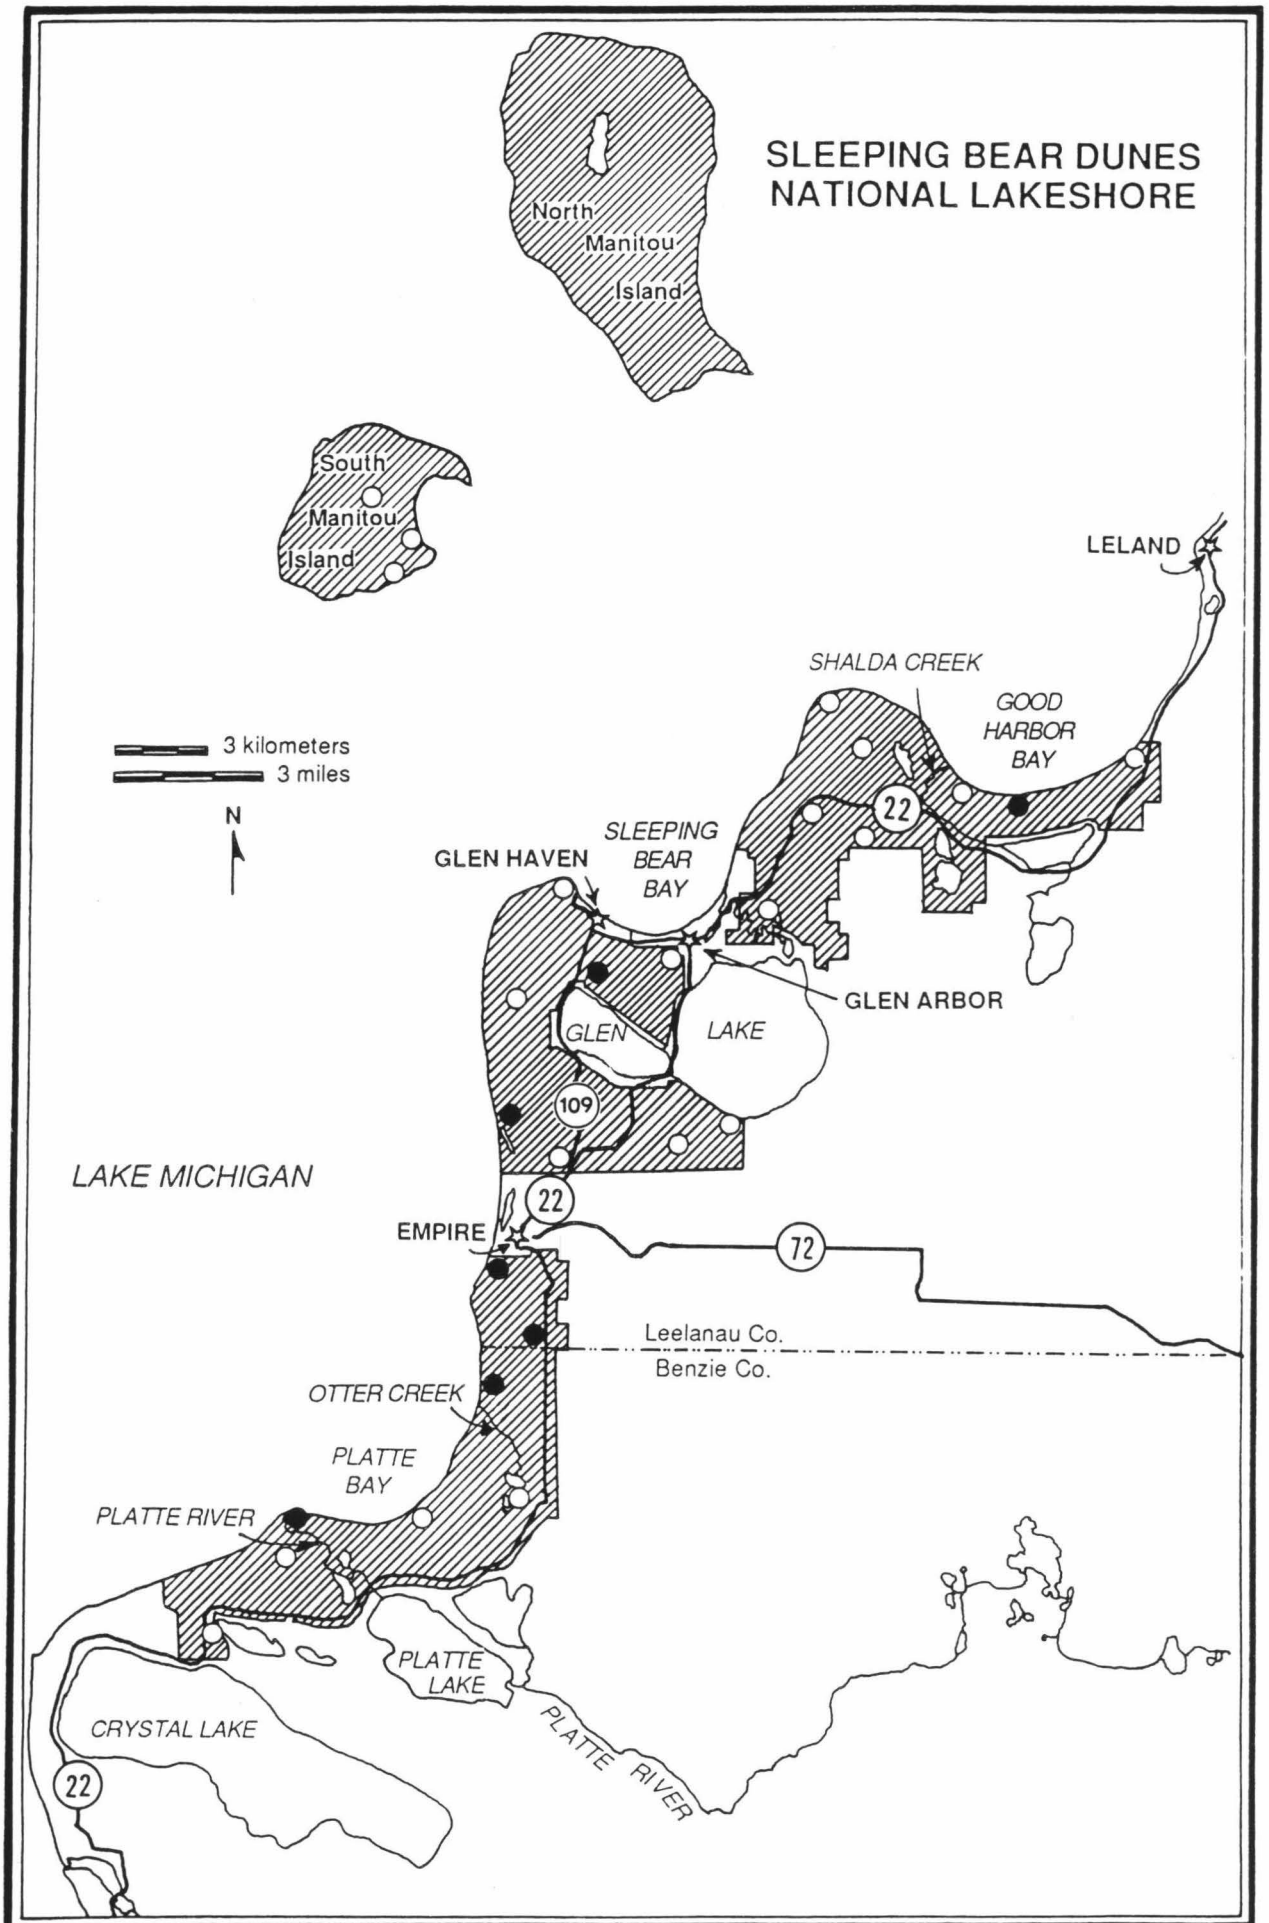 SLEEPING BEAR DUNES
NATIONAL LAKESHORE
North
Manitou
Island
South
Manitou
Island
LELAND
SHALDA CREEK
GOOD
HARBOR
BAY
3 kilometers
3 miles
N
22
SLEEPING
BEAR
BAY
GLEN HAVEN
GLEN ARBOR
GLEN
LAKE
109
LAKE MICHIGAN
22
EMPIRE
72
Leelanau Co.
Benzie Co.
OTTER CREEK
PLATTE
BAY
PLATTE RIVER
PLATTE
LAKE
CRYSTAL LAKE
PLATTE RIVER
22